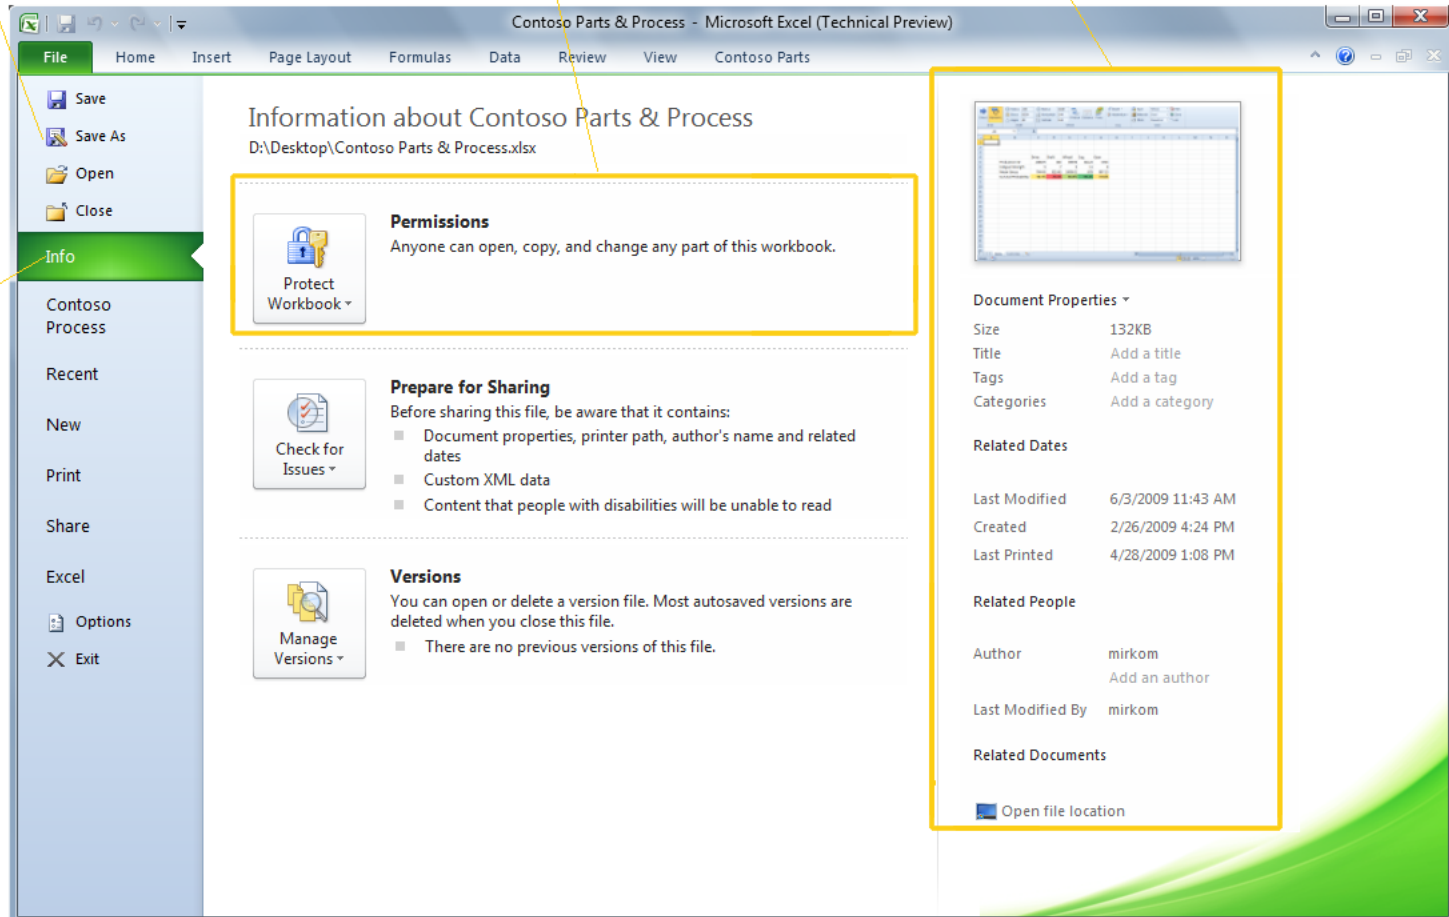 Contoso Parts & Process - Microsoft Excel (Technical Preview)
File Home Insert Page Layout Formulas Data Review View Contoso Parts
Save
Save As
Open
Close
Info
Contoso
Process
Recent
New
Print
Share
Excel
Options
Exit
Information about Contoso Parts & Process
D:\Desktop\Contoso Parts & Process.xlsx
Protect
Workbook
Permissions
Anyone can open, copy, and change any part of this workbook.
Check for
Issues
Prepare for Sharing
Before sharing this file, be aware that it contains:
Document properties, printer path, author's name and related
dates
Custom XML data
Content that people with disabilities will be unable to read
Manage
Versions
Versions
You can open or delete a version file. Most autosaved versions are
deleted when you close this file.
There are no previous versions of this file.
Document Properties
Size 132KB
Title Add a title
Tags Add a tag
Categories Add a category
Related Dates
Last Modified 6/3/2009 11:43 AM
Created 2/26/2009 4:24 PM
Last Printed 4/28/2009 1:08 PM
Related People
Author mirkom
Add an author
Last Modified By mirkom
Related Documents
Open file location